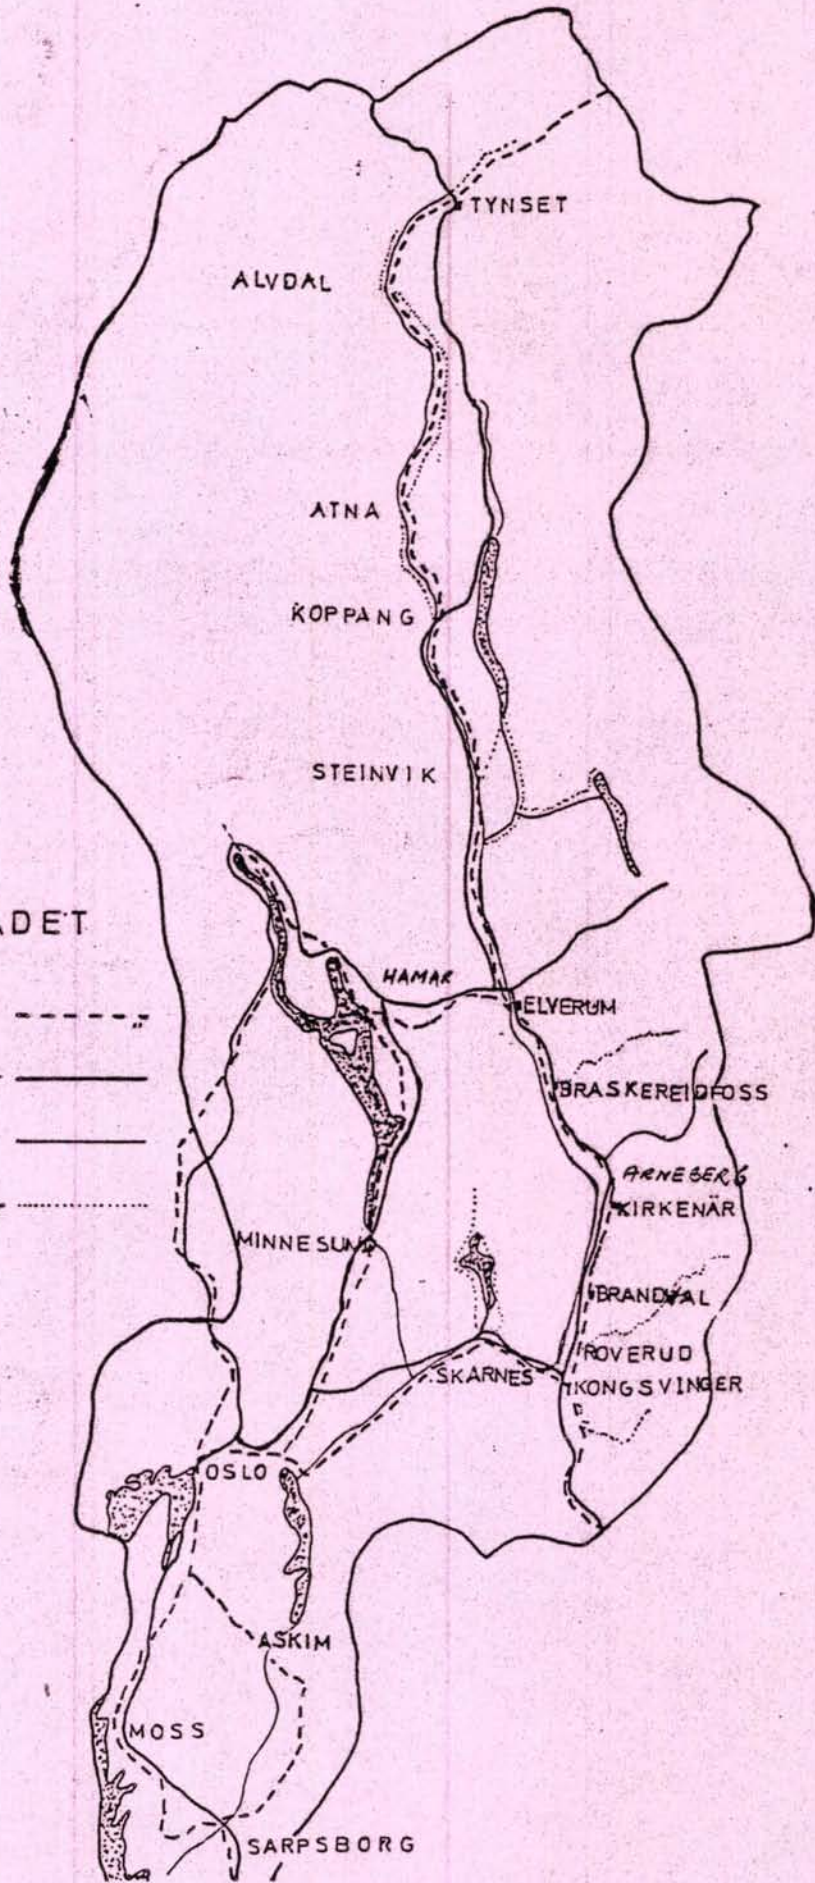 TYNSET
ALVDAL
ATNA
KOPPANG
STEINVIK
ADET
HAMAR
ELVERUM
BRASKEREIDFOSS
ARNEBERG
KIRKENÄR
MINNESUND
BRANDVAL
ROVERUD
SKARNES
KONGSVINGER
OSLO
ASKIM
MOSS
SARPSBORG